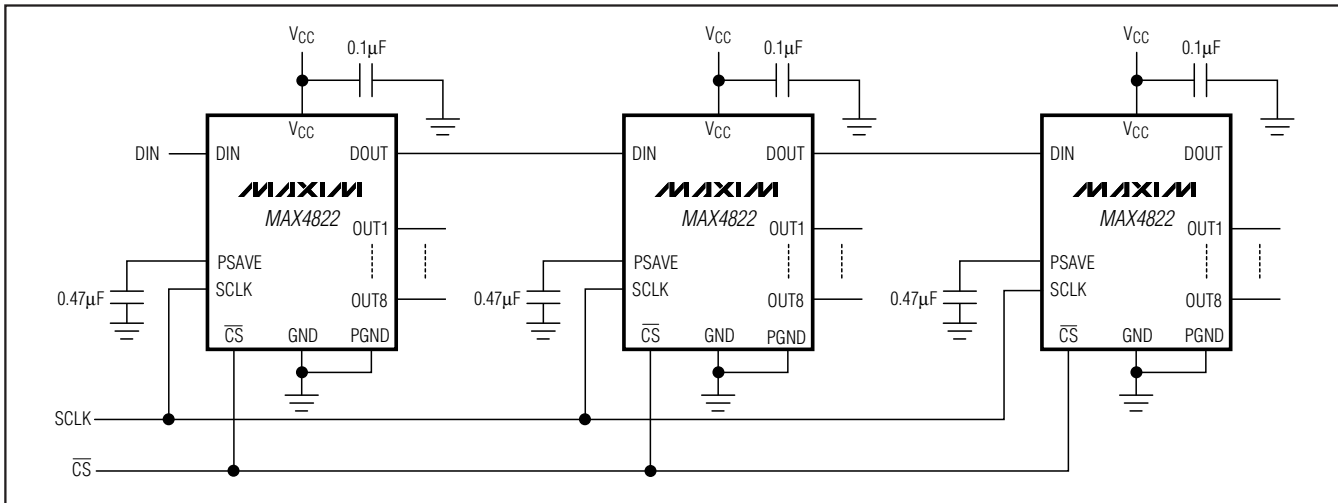 VCC
0.1µF
VCC
DIN
DIN
DOUT
MAXIM
MAX4822
OUT1
PSAVE
0.47µF
SCLK
OUT8
CS
GND
PGND
VCC
0.1µF
VCC
DIN
DOUT
MAXIM
MAX4822
OUT1
PSAVE
0.47µF
SCLK
OUT8
CS
GND
PGND
VCC
0.1µF
VCC
DIN
DOUT
MAXIM
MAX4822
OUT1
PSAVE
0.47µF
SCLK
OUT8
CS
GND
PGND
SCLK
CS